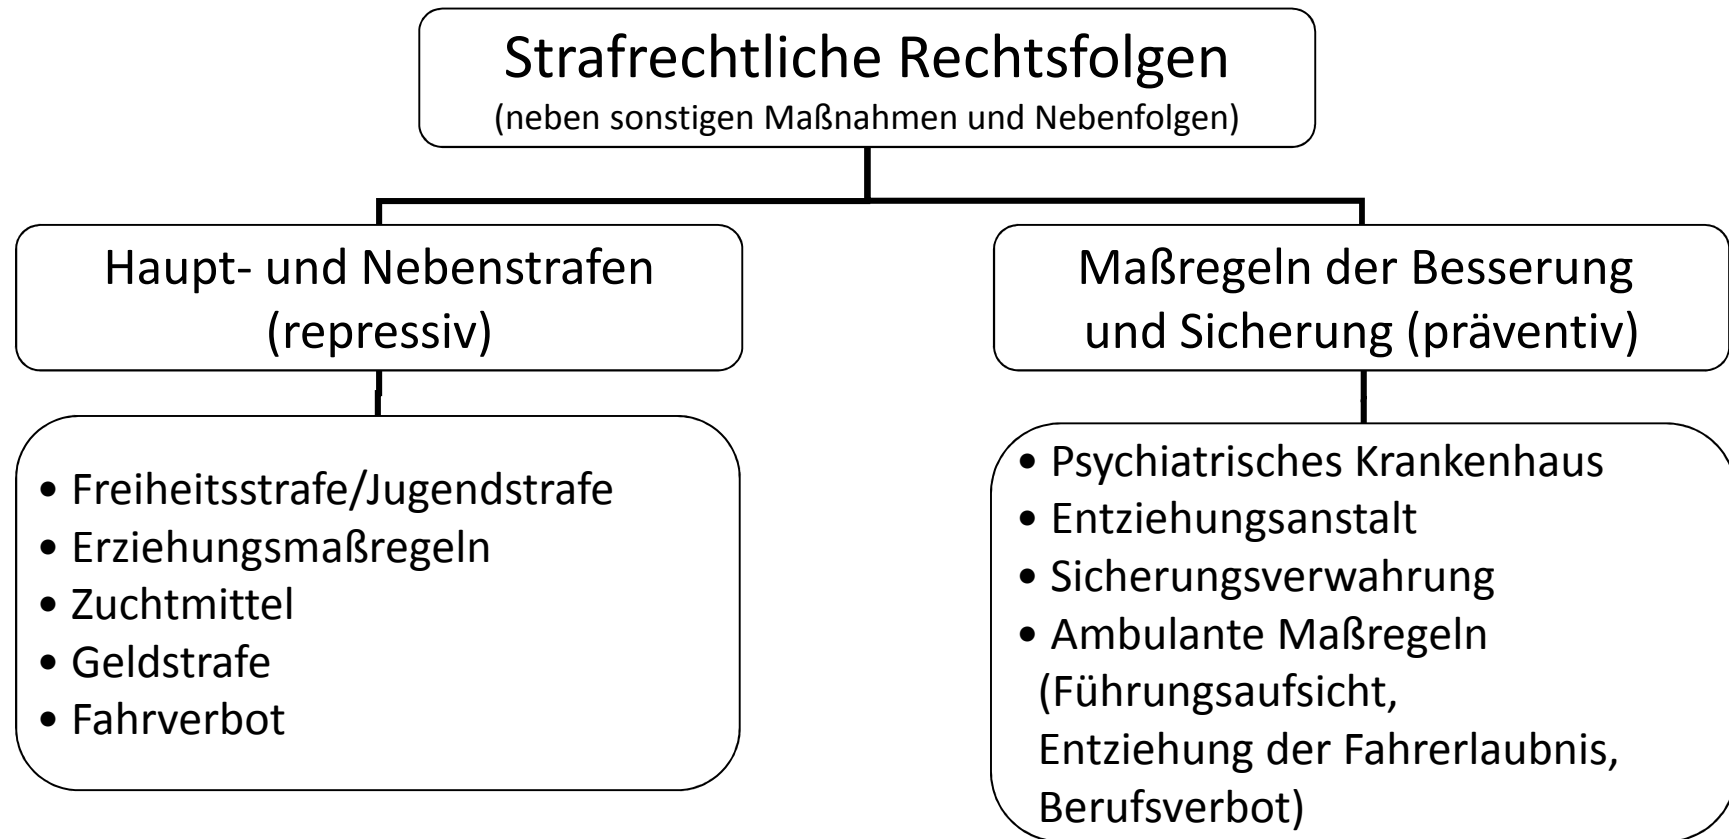 Strafrechtliche Rechtsfolgen
(neben sonstigen Maßnahmen und Nebenfolgen)
Haupt- und Nebenstrafen
(repressiv)
Maßregeln der Besserung
und Sicherung (präventiv)
• Freiheitsstrafe/Jugendstrafe
• Erziehungsmaßregeln
• Zuchtmittel
• Geldstrafe
• Fahrverbot
• Psychiatrisches Krankenhaus
• Entziehungsanstalt
• Sicherungsverwahrung
• Ambulante Maßregeln
(Führungsaufsicht,
Entziehung der Fahrerlaubnis,
Berufsverbot)